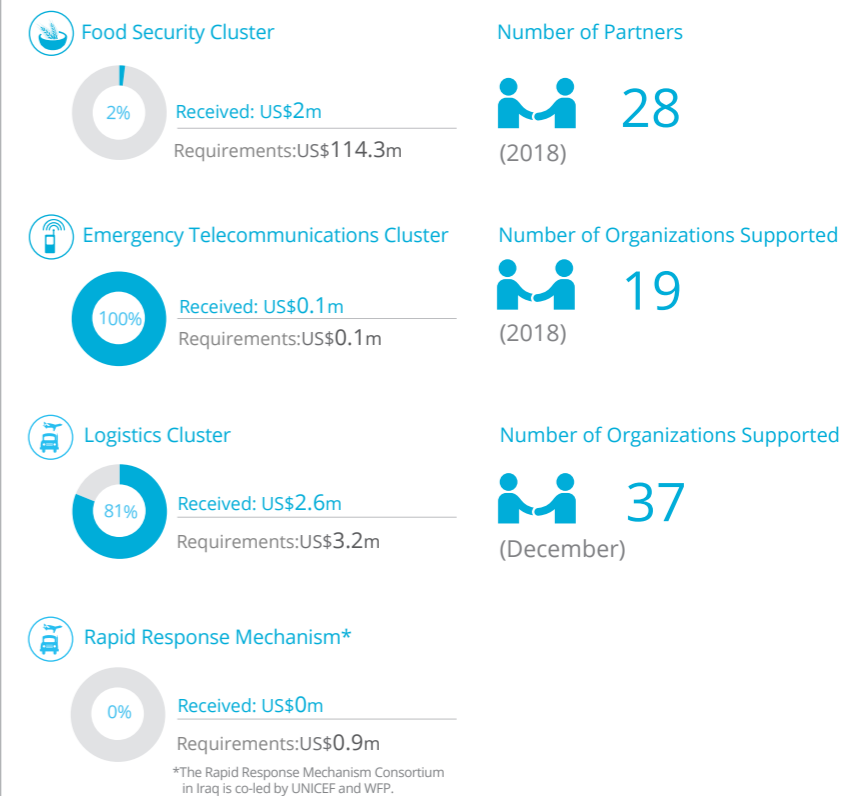 Food Security Cluster
Number of Partners
2%
Received: US$2m
Requirements:US$114.3m
28
(2018)
Emergency Telecommunications Cluster
Number of Organizations Supported
100%
Received: US$0.1m
Requirements:US$0.1m
19
(2018)
Logistics Cluster
Number of Organizations Supported
81%
Received: US$2.6m
Requirements:US$3.2m
37
(December)
Rapid Response Mechanism*
0%
Received: US$0m
Requirements:US$0.9m
*The Rapid Response Mechanism Consortium
in Iraq is co-led by UNICEF and WFP.